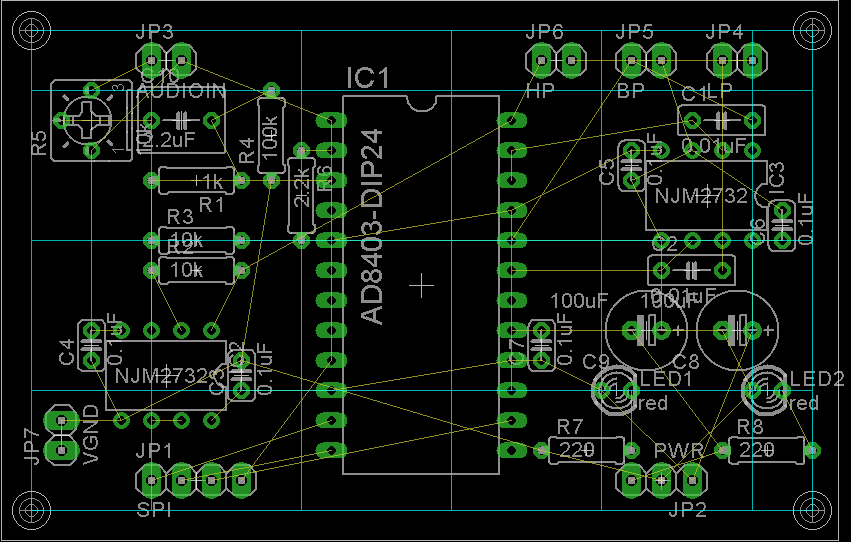 JP3
AUDIOIN
R5
3
1
10k
2.2uF
R4
100k
R6
2.2k
1k
R1
R3
10k
R2
10k
IC1
AD8403-DIP24
JP6
HP
JP5
BP
JP4
LP
C1
0.01uF
C5
0.1uF
NJM2732
IC3
C6
0.1uF
C2
0.01uF
100uF
100uF
C4
0.1uF
NJM2732
0.1uF
C7
0.1uF
C9
C8
LED1
red
LED2
red
JP7
VGND
JP1
SPI
R7
220
PWR
R8
220
JP2